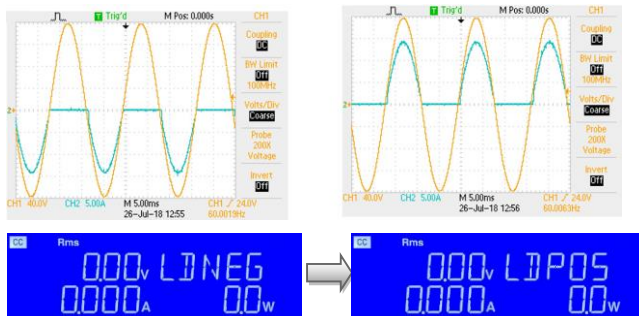 Trig'd M Pos: 0.000s CH1
Coupling
DC
BW Limit
Off
100MHz
Volts/Div
Coarse
Probe
200X
Voltage
Invert
Off
2
CH1 40.0V CH2 5.00A M 5.00ms CH1 / 24.0V
26-Jul-18 12:55 60.0019Hz
Trig'd M Pos: 0.000s CH1
Coupling
DC
BW Limit
Off
100MHz
Volts/Div
Coarse
Probe
200X
Voltage
Invert
Off
2
CH1 40.0V CH2 5.00A M 5.00ms CH1 / 24.0V
26-Jul-18 12:56 60.0063Hz
CC Rms
0.00V LDNEG
0.000A 0.0W
CC Rms
0.00V LDPOS
0.000A 0.0W